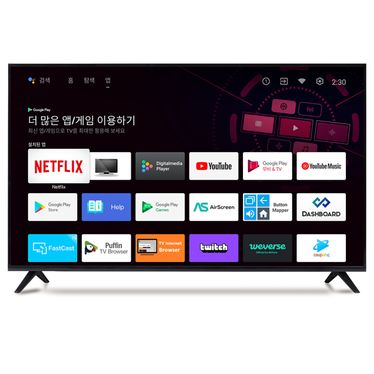 검색 홈 탐색 앱
2:30
Google Play
더 많은 앱/게임 이용하기
최신 앱/게임으로 TV를 최대한 활용해 보세요
설치된 앱
NETFLIX
Digitalmedia
Player
YouTube
Google Play
영화 & TV
YouTube Music
Netflix
Google Play
Store
Google Play
Games
AirScreen
Button
Mapper
DASHBOARD
FastCast
Puffin
TV Browser
TV Internet
Browser
twitch
weverse